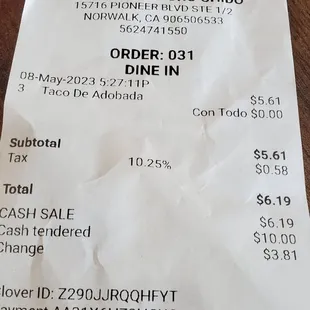 15716 PIONEER BLVD STE 1/2
NORWALK, CA 906506533
5624741550
ORDER: 031
DINE IN
08-May-2023 5:27:11P
3 Taco De Adobada $5.61
Con Todo $0.00
Subtotal $5.61
Tax 10.25% $0.58
Total $6.19
CASH SALE $6.19
Cash tendered $10.00
Change $3.81
lover ID: Z290JJRQQHFYT